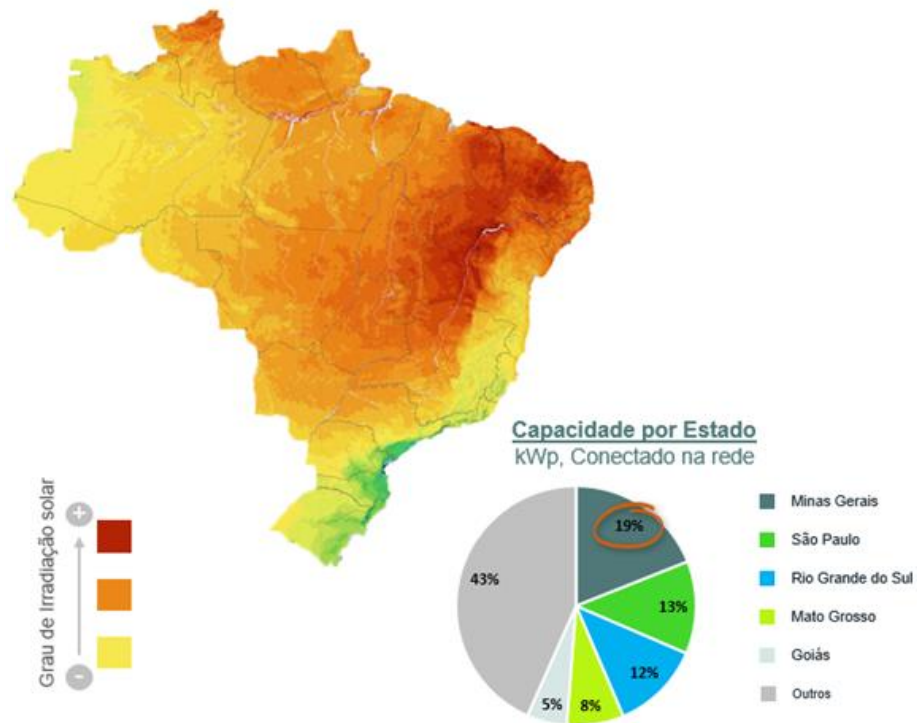 Capacidade por Estado
kWp, Conectado na rede
Grau de Irradiação solar
+
-
19%
13%
12%
8%
5%
43%
Minas Gerais
São Paulo
Rio Grande do Sul
Mato Grosso
Goiás
Outros